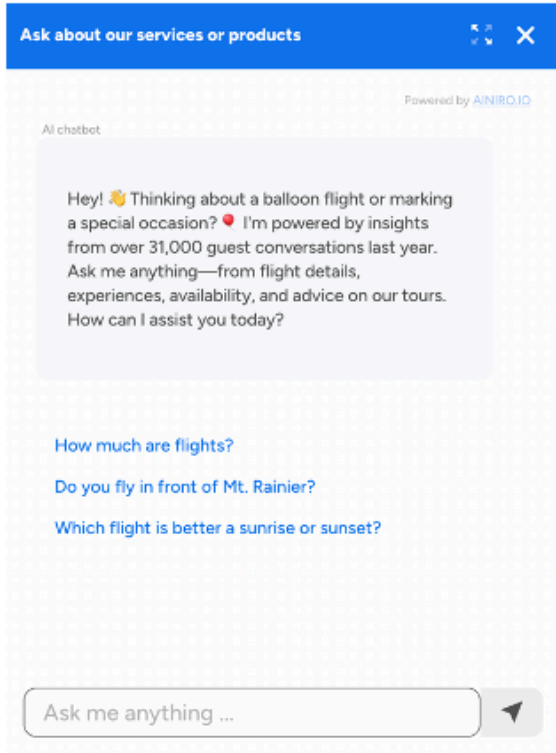 Ask about our services or products
Powered by AINIRO.IO
AI chatbot
Hey! 👋 Thinking about a balloon flight or marking
a special occasion? 🎈 I'm powered by insights
from over 31,000 guest conversations last year.
Ask me anything—from flight details,
experiences, availability, and advice on our tours.
How can I assist you today?
How much are flights?
Do you fly in front of Mt. Rainier?
Which flight is better a sunrise or sunset?
Ask me anything ...